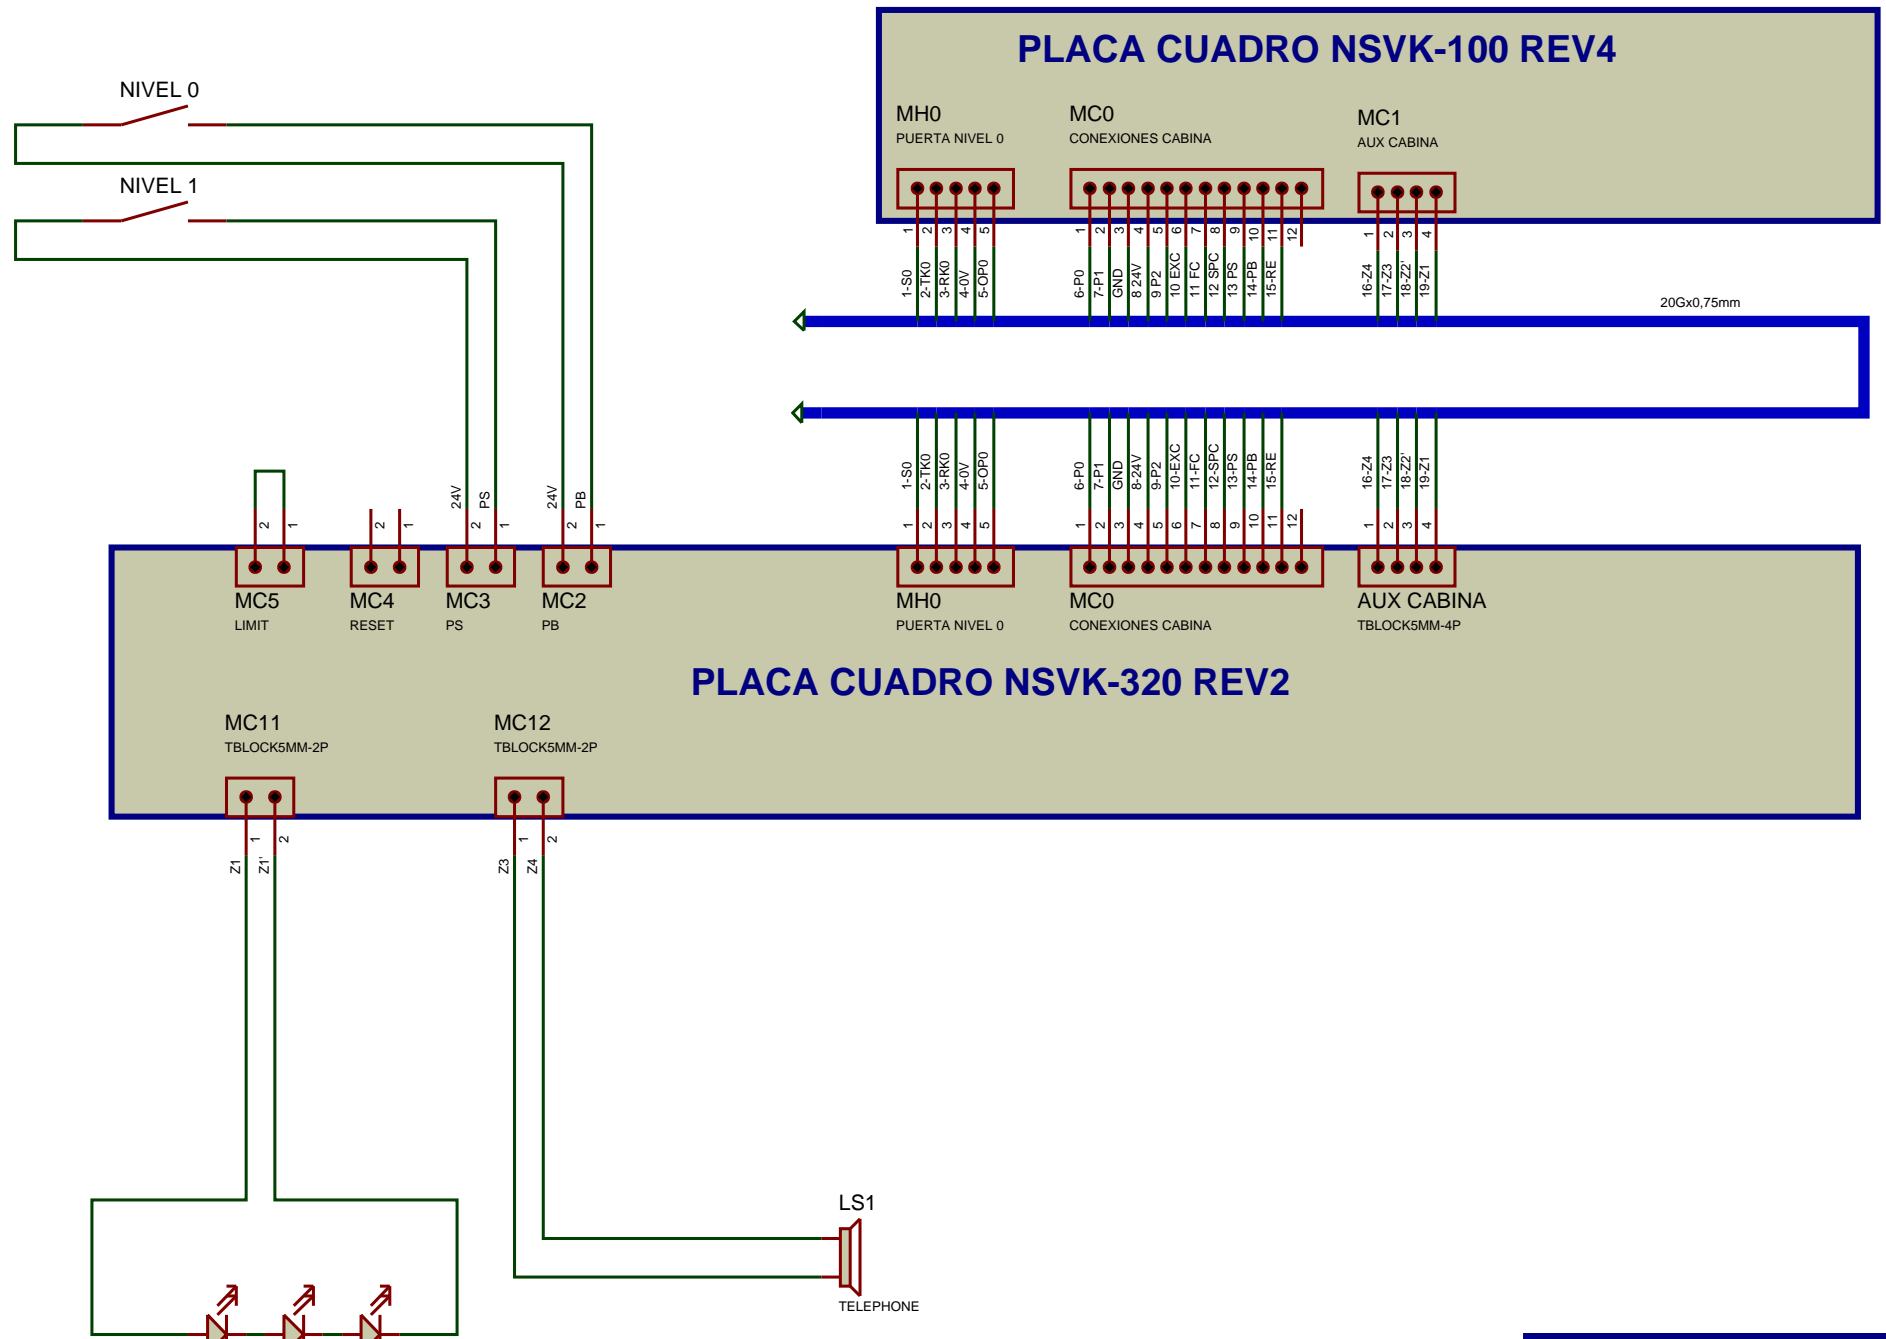 PLACA CUADRO NSVK-100 REV4
NIVEL 0
MH0
PUERTA NIVEL 0
MC0
CONEXIONES CABINA
MC1
AUX CABINA
NIVEL 1
1 2 3 4 5
1 2 3 4 5 6 7 8 9 10 11 12
1 2 3 4
1-S0
2-TK0
3-RK0
4-0V
5-OP0
6-P0
7-P1
GND
8 24V
9 P2
10 EXC
11 FC
12 SPC
13 PS
14-PB
15-RE
16-Z4
17-Z3
18-Z2'
19-Z1
20Gx0,75mm
1-S0
2-TK0
3-RK0
4-0V
5-OP0
6-P0
7-P1
GND
8-24V
9-P2
10-EXC
11-FC
12-SPC
13-PS
14-PB
15-RE
16-Z4
17-Z3
18-Z2'
19-Z1
24V
PS
24V
PB
2 1
2 1
2 1
2 1
1 2 3 4 5
1 2 3 4 5 6 7 8 9 10 11 12
1 2 3 4
MC5
LIMIT
MC4
RESET
MC3
PS
MC2
PB
MH0
PUERTA NIVEL 0
MC0
CONEXIONES CABINA
AUX CABINA
TBLOCK5MM-4P
PLACA CUADRO NSVK-320 REV2
MC11
TBLOCK5MM-2P
MC12
TBLOCK5MM-2P
1 2
1 2
Z1
Z1'
Z3
Z4
LS1
TELEPHONE